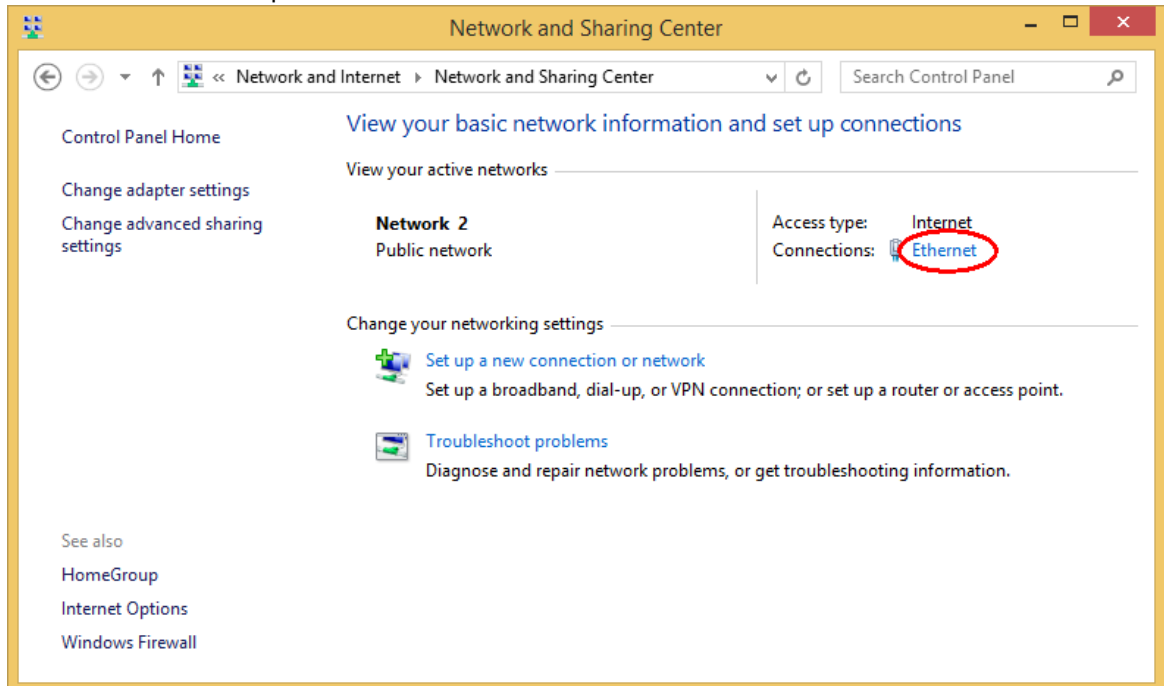 Network and Sharing Center
« Network and Internet Network and Sharing Center
Search Control Panel
Control Panel Home
Change adapter settings
Change advanced sharing
settings
View your basic network information and set up connections
View your active networks
Network 2
Public network
Access type: Internet
Connections: Ethernet
Change your networking settings
Set up a new connection or network
Set up a broadband, dial-up, or VPN connection; or set up a router or access point.
Troubleshoot problems
Diagnose and repair network problems, or get troubleshooting information.
See also
HomeGroup
Internet Options
Windows Firewall